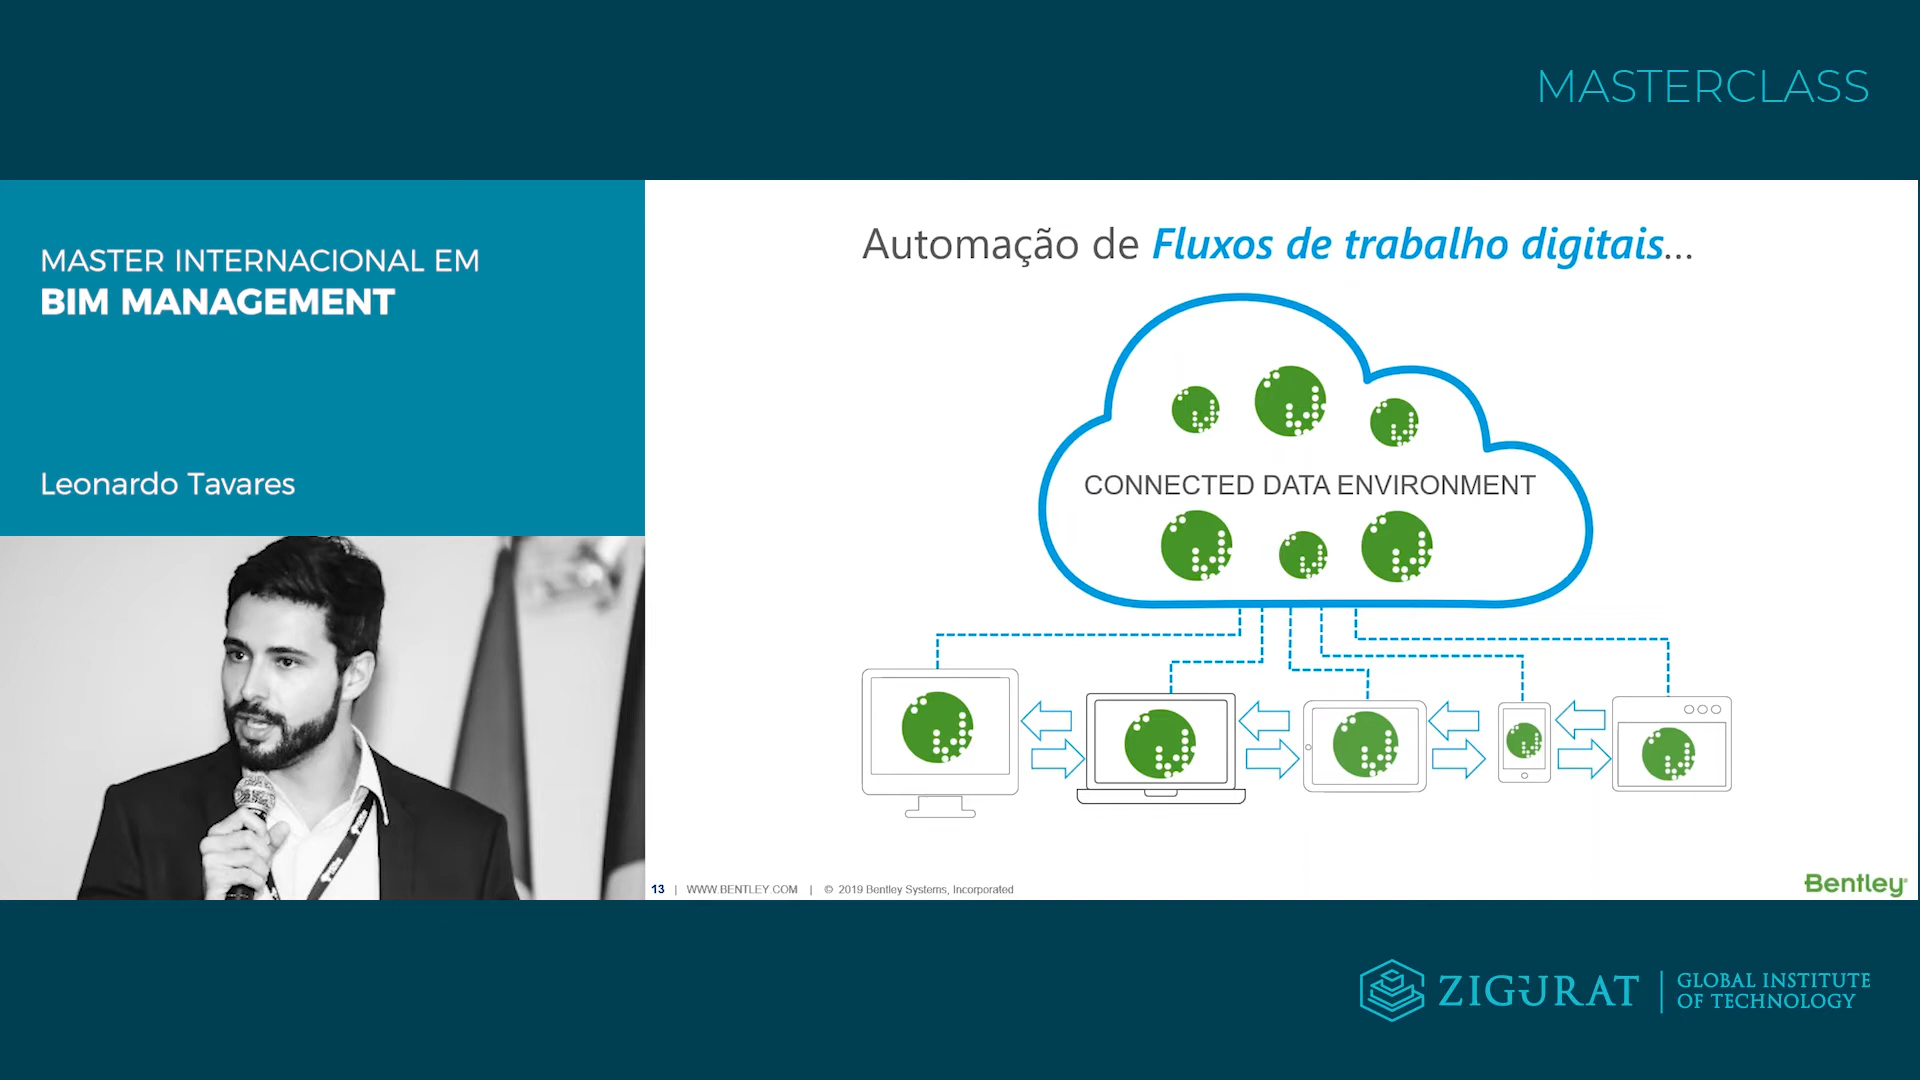 MASTERCLASS
MASTER INTERNACIONAL EM
BIM MANAGEMENT
Leonardo Tavares
Automação de Fluxos de trabalho digitais...
CONNECTED DATA ENVIRONMENT
13 | WWW.BENTLEY.COM | © 2019 Bentley Systems, Incorporated
Bentley®
ZIGURAT
GLOBAL INSTITUTE
OF TECHNOLOGY